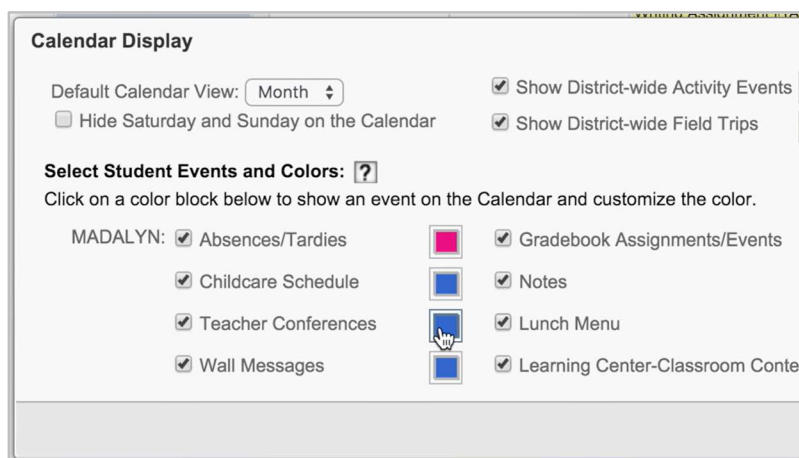 Calendar Display
Default Calendar View: Month
Show District-wide Activity Events
Hide Saturday and Sunday on the Calendar
Show District-wide Field Trips
Select Student Events and Colors: ?
Click on a color block below to show an event on the Calendar and customize the color.
MADALYN: Absences/Tardies
Gradebook Assignments/Events
Childcare Schedule
Notes
Teacher Conferences
Lunch Menu
Wall Messages
Learning Center-Classroom Conte